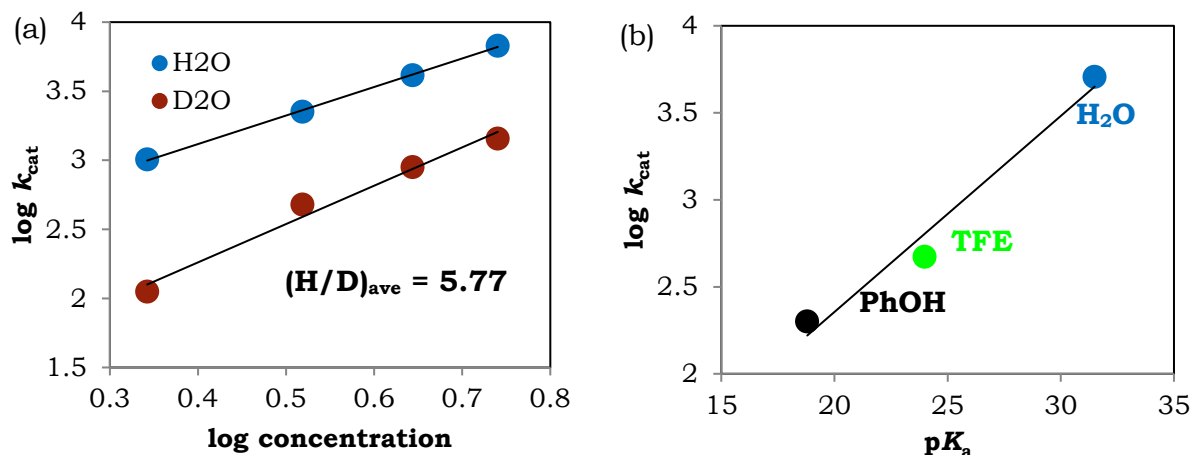 (a)
4
3.5
3
2.5
2
1.5
log kcat
H2O
D2O
(H/D)ave = 5.77
0.3 0.4 0.5 0.6 0.7 0.8
log concentration
(b)
4
3.5
3
2.5
2
log kcat
H₂O
TFE
PhOH
15 20 25 30 35
pKa